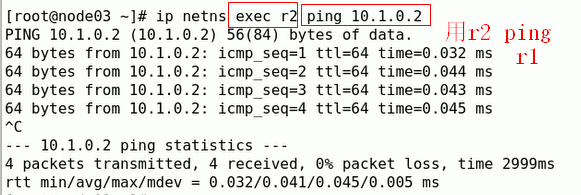 [root@node03 ~]# ip netns exec r2 ping 10.1.0.2
PING 10.1.0.2 (10.1.0.2) 56(84) bytes of data.
用r2 ping
r1
64 bytes from 10.1.0.2: icmp_seq=1 ttl=64 time=0.032 ms
64 bytes from 10.1.0.2: icmp_seq=2 ttl=64 time=0.044 ms
64 bytes from 10.1.0.2: icmp_seq=3 ttl=64 time=0.043 ms
64 bytes from 10.1.0.2: icmp_seq=4 ttl=64 time=0.045 ms
^C
--- 10.1.0.2 ping statistics ---
4 packets transmitted, 4 received, 0% packet loss, time 2999ms
rtt min/avg/max/mdev = 0.032/0.041/0.045/0.005 ms